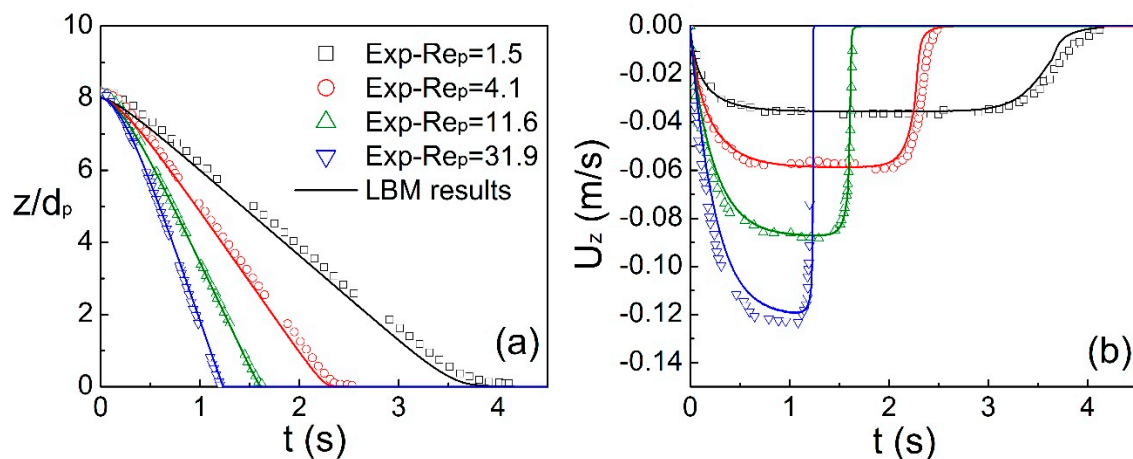 10
8
6
4
2
0
z/dₚ
Exp-Reₚ=1.5
Exp-Reₚ=4.1
Exp-Reₚ=11.6
Exp-Reₚ=31.9
LBM results
(a)
0 1 2 3 4
t (s)
0.00
-0.02
-0.04
-0.06
-0.08
-0.10
-0.12
-0.14
U_z (m/s)
(b)
0 1 2 3 4
t (s)